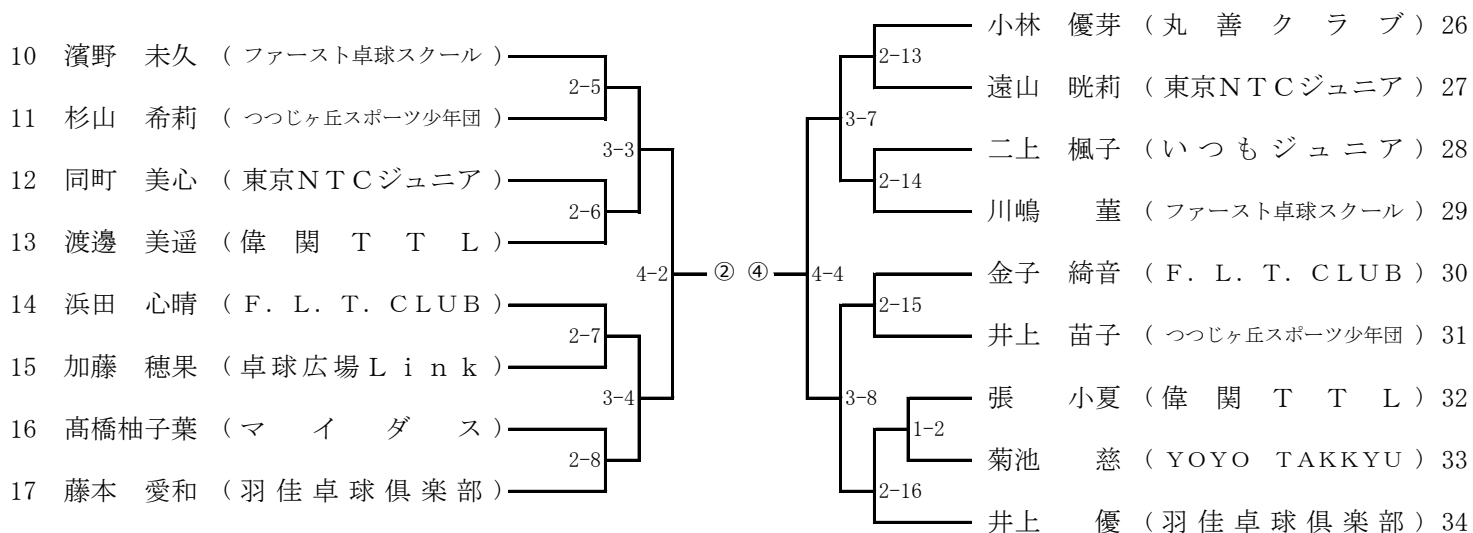 10 濱野 未久 (ファースト卓球スクール)
2-5
11 杉山 希莉 (つつじヶ丘スポーツ少年団)
3-3
12 同町 美心 (東京NTCジュニア)
2-6
13 渡邊 美遥 (偉関TTL)
4-2 ②
14 浜田 心晴 (F.L.T.CLUB)
2-7
15 加藤 穂果 (卓球広場Link)
3-4
16 髙橋柚子葉 (マイダス)
2-8
17 藤本 愛和 (羽佳卓球倶楽部)
小林 優芽 (丸善クラブ) 26
2-13
遠山 晄莉 (東京NTCジュニア) 27
3-7
二上 楓子 (いつもジュニア) 28
2-14
川嶋 菫 (ファースト卓球スクール) 29
④ 4-4
金子 綺音 (F.L.T.CLUB) 30
2-15
井上 苗子 (つつじヶ丘スポーツ少年団) 31
3-8
張 小夏 (偉関TTL) 32
1-2
菊池 慈 (YOYO TAKKYU) 33
2-16
井上 優 (羽佳卓球倶楽部) 34